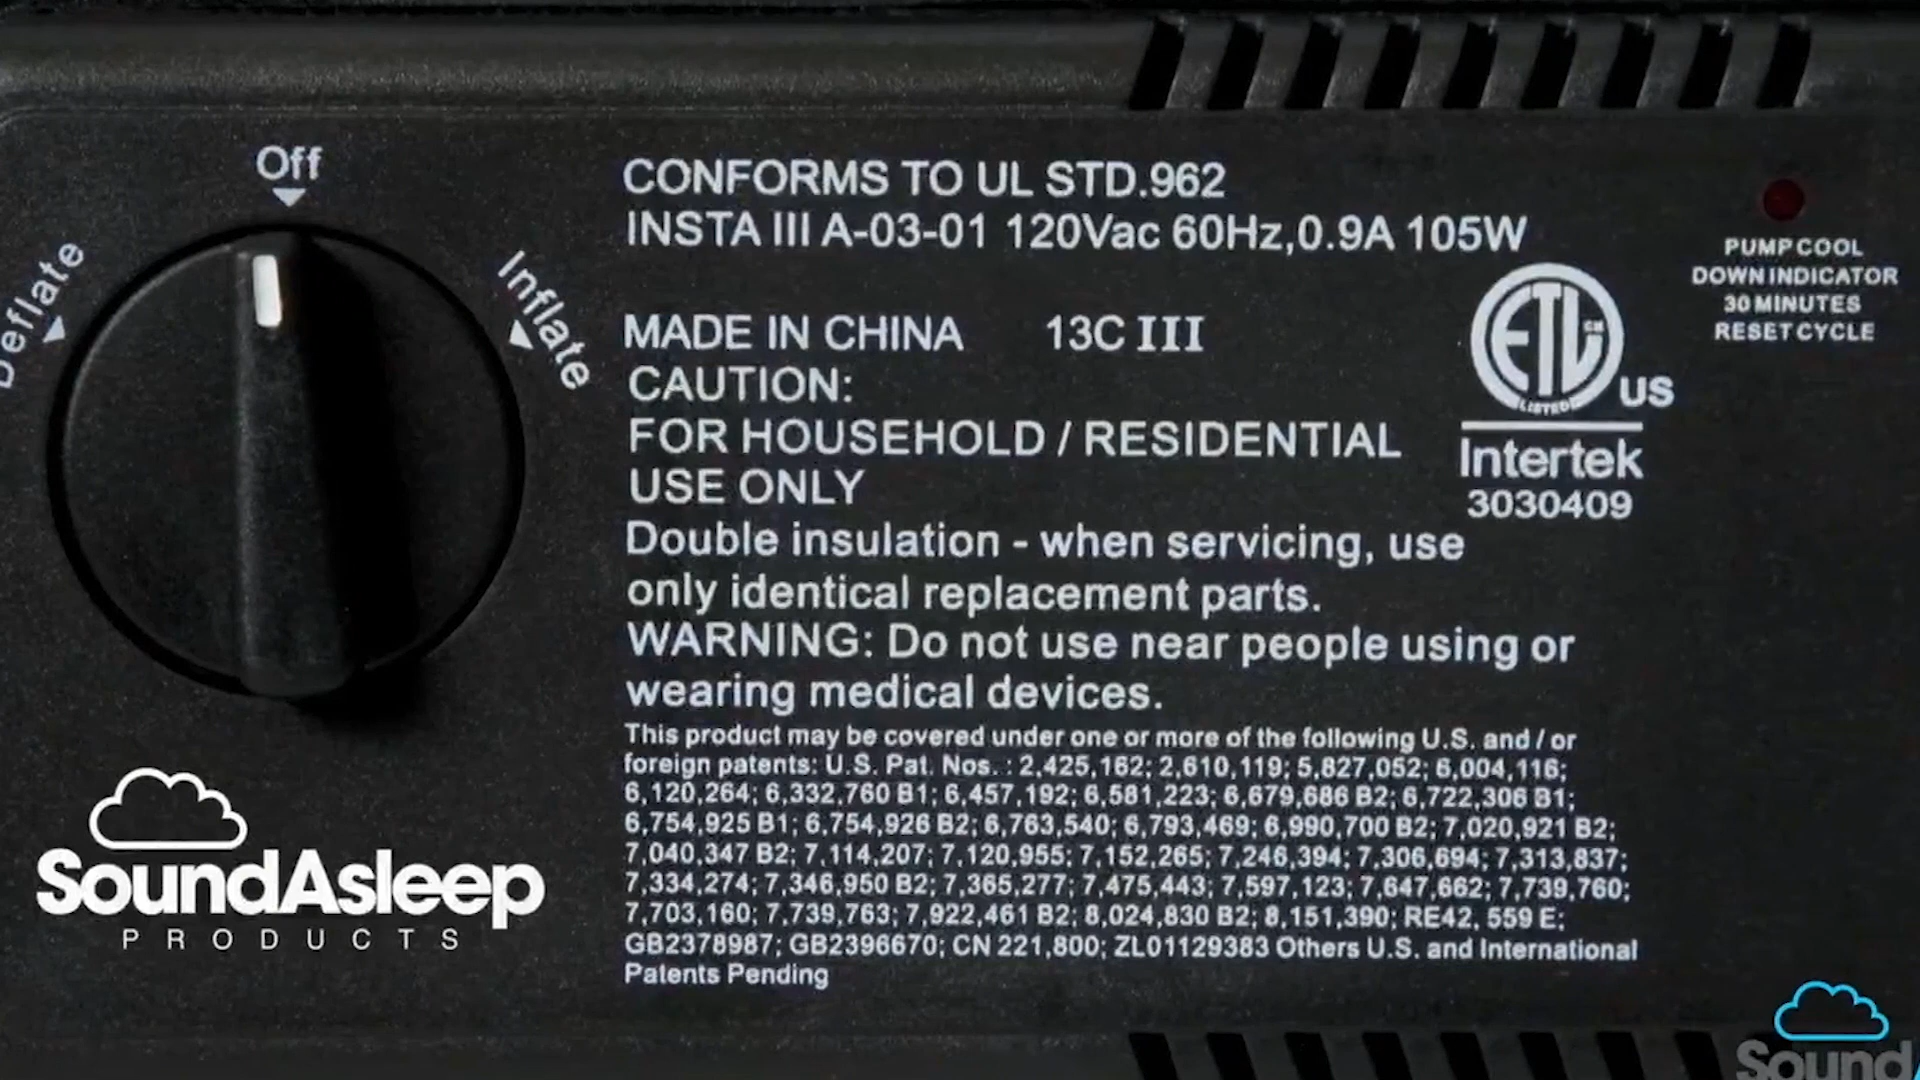 Off
Deflate
Inflate
CONFORMS TO UL STD.962
INSTA III A-03-01 120Vac 60Hz,0.9A 105W
PUMP COOL
DOWN INDICATOR
30 MINUTES
RESET CYCLE
MADE IN CHINA 13C III
CAUTION:
FOR HOUSEHOLD / RESIDENTIAL
USE ONLY
ETL
CM
LISTED
US
Intertek
3030409
Double insulation - when servicing, use
only identical replacement parts.
WARNING: Do not use near people using or
wearing medical devices.
This product may be covered under one or more of the following U.S. and / or
foreign patents: U.S. Pat. Nos. : 2,425,162; 2,610,119; 5,827,052; 6,004,116;
6,120,264; 6,332,760 B1; 6,457,192; 6,581,223; 6,679,686 B2; 6,722,306 B1;
6,754,925 B1; 6,754,926 B2; 6,763,540; 6,793,469; 6,990,700 B2; 7,020,921 B2;
7,040,347 B2; 7,114,207; 7,120,955; 7,152,265; 7,246,394; 7,306,694; 7,313,837;
7,334,274; 7,346,950 B2; 7,365,277; 7,475,443; 7,597,123; 7,647,662; 7,739,760;
7,703,160; 7,739,763; 7,922,461 B2; 8,024,830 B2; 8,151,390; RE42, 559 E;
GB2378987; GB2396670; CN 221,800; ZL01129383 Others U.S. and International
Patents Pending
SoundAsleep
PRODUCTS
Sound